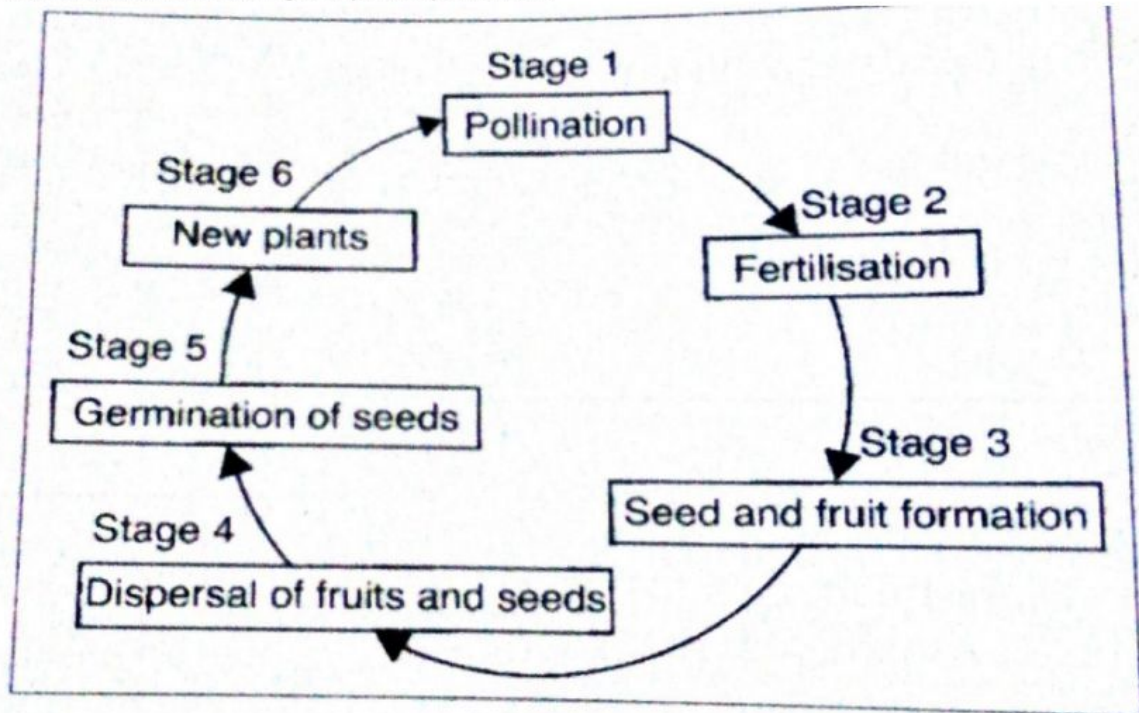 Stage 1
Pollination
Stage 2
Fertilisation
Stage 3
Seed and fruit formation
Stage 4
Dispersal of fruits and seeds
Stage 5
Germination of seeds
Stage 6
New plants